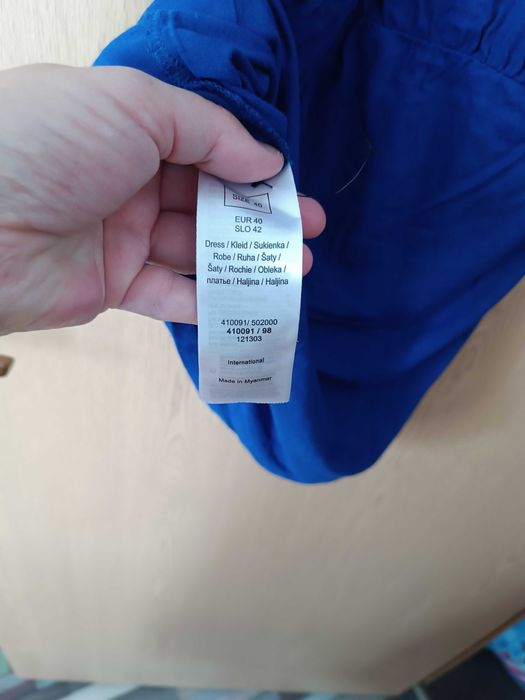 SIZE 40
EUR 40
SLO 42
Dress / Kleid / Sukienka /
Robe / Ruha / Šaty /
Šaty / Rochie / Obleka /
платье / Haljina / Haljina
410091/ 502000
410091 / 98
121303
International
Made in Myanmar